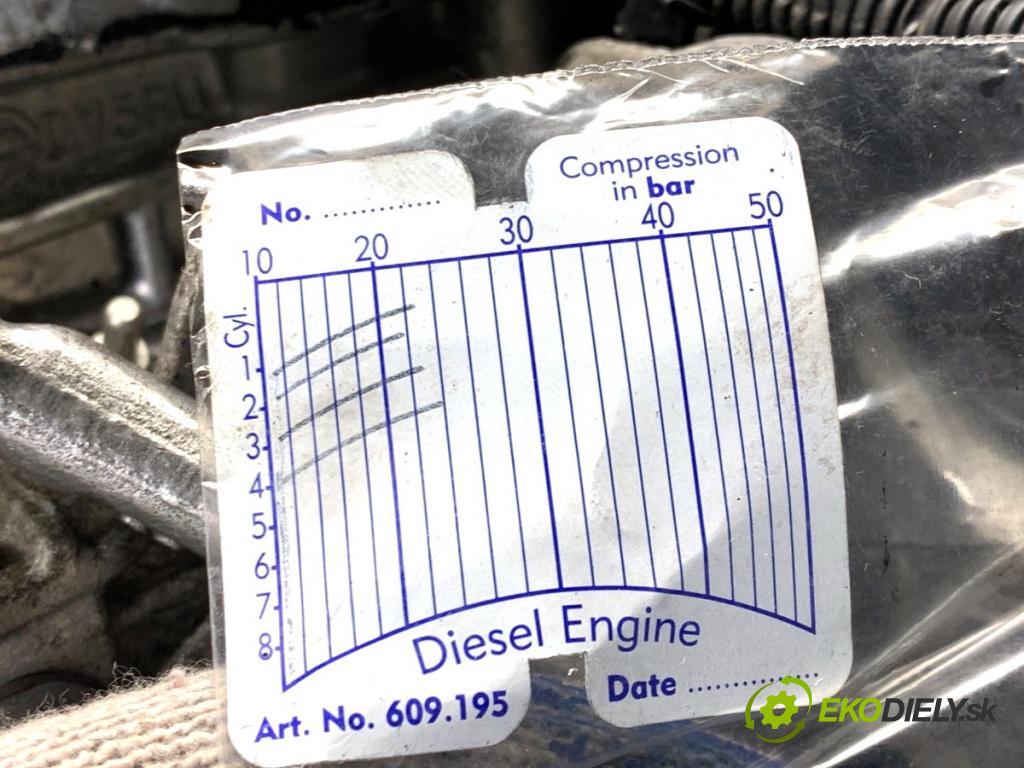 No. ..............
Compression
in bar
10 20 30 40 50
Cyl.
1
2
3
4
5
6
7
8
Diesel Engine
Art. No. 609.195
Date ................
EKODIELY.sk